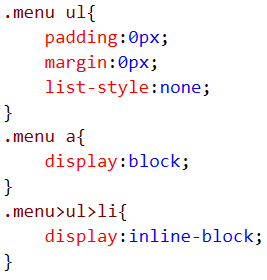 .menu ul{
    padding:0px;
    margin:0px;
    list-style:none;
}
.menu a{
    display:block;
}
.menu>ul>li{
    display:inline-block;
}